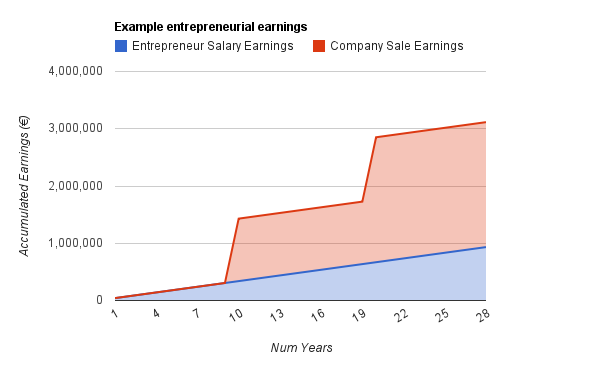 Example entrepreneurial earnings
Entrepreneur Salary Earnings Company Sale Earnings
4,000,000
3,000,000
2,000,000
1,000,000
0
Accumulated Earnings (€)
1 4 7 10 13 16 19 22 25 28
Num Years